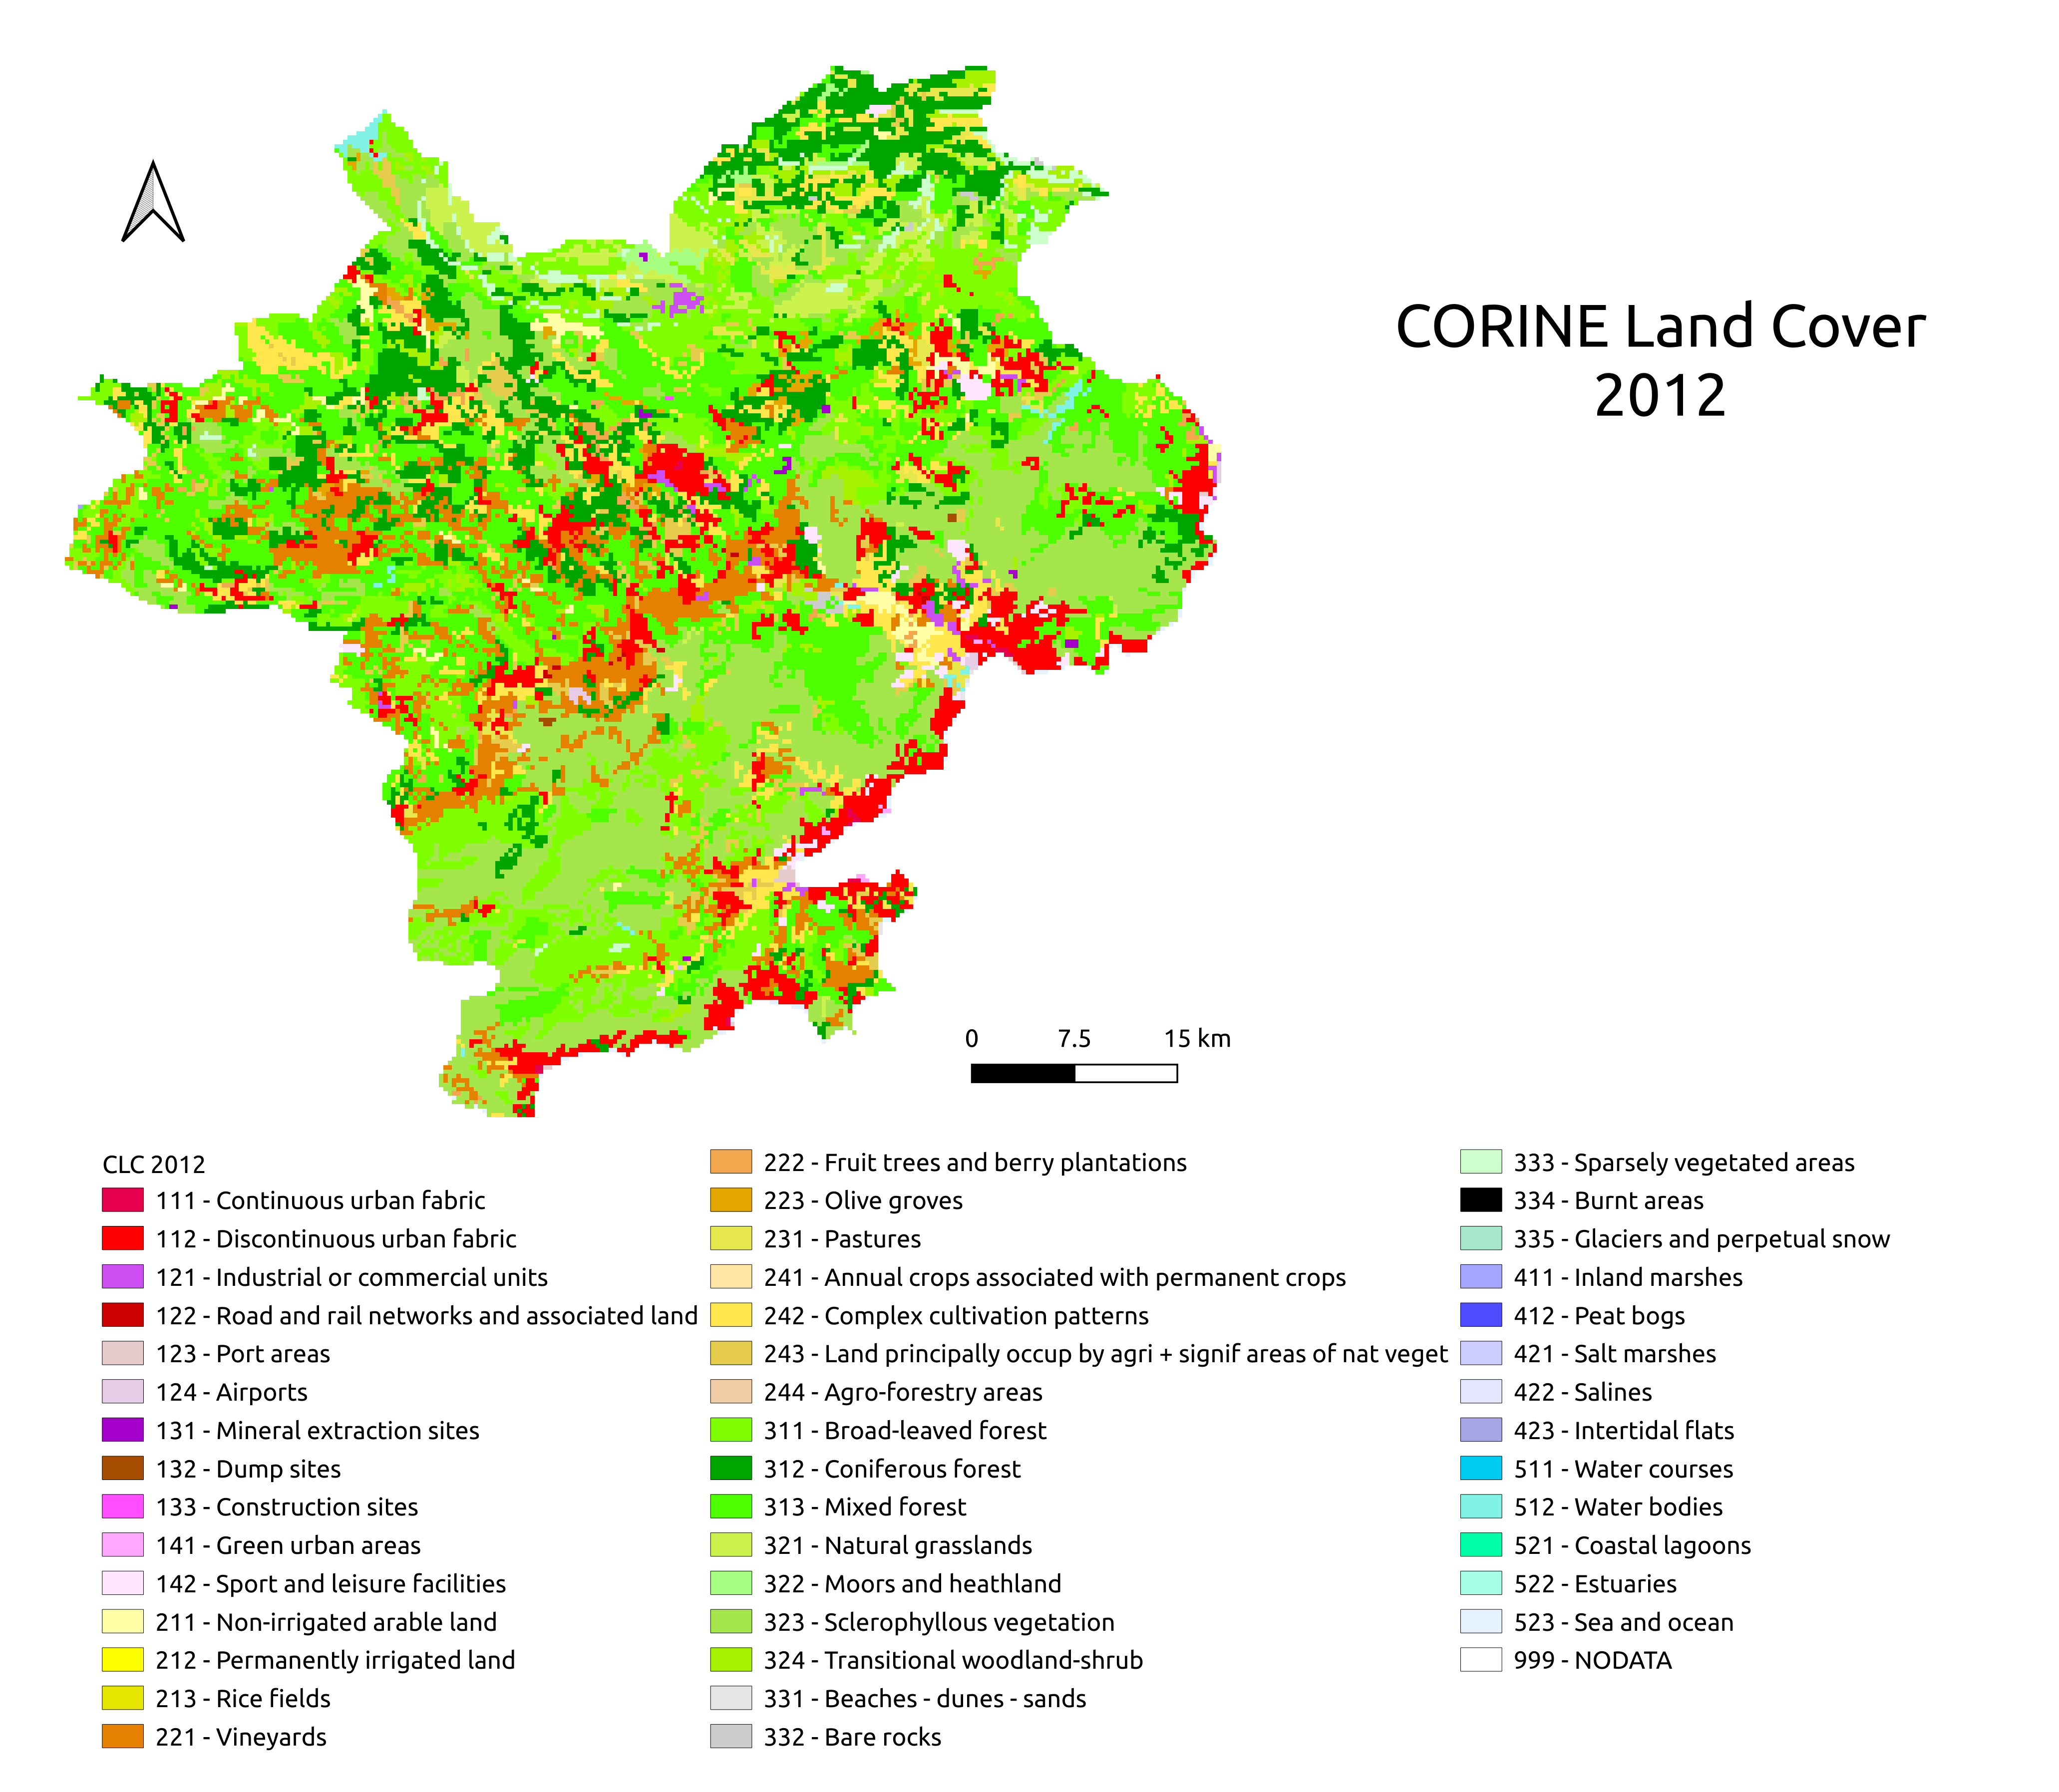 CORINE Land Cover
2012
0 7.5 15 km
CLC 2012
111 - Continuous urban fabric
112 - Discontinuous urban fabric
121 - Industrial or commercial units
122 - Road and rail networks and associated land
123 - Port areas
124 - Airports
131 - Mineral extraction sites
132 - Dump sites
133 - Construction sites
141 - Green urban areas
142 - Sport and leisure facilities
211 - Non-irrigated arable land
212 - Permanently irrigated land
213 - Rice fields
221 - Vineyards
222 - Fruit trees and berry plantations
223 - Olive groves
231 - Pastures
241 - Annual crops associated with permanent crops
242 - Complex cultivation patterns
243 - Land principally occup by agri + signif areas of nat veget
244 - Agro-forestry areas
311 - Broad-leaved forest
312 - Coniferous forest
313 - Mixed forest
321 - Natural grasslands
322 - Moors and heathland
323 - Sclerophyllous vegetation
324 - Transitional woodland-shrub
331 - Beaches - dunes - sands
332 - Bare rocks
333 - Sparsely vegetated areas
334 - Burnt areas
335 - Glaciers and perpetual snow
411 - Inland marshes
412 - Peat bogs
421 - Salt marshes
422 - Salines
423 - Intertidal flats
511 - Water courses
512 - Water bodies
521 - Coastal lagoons
522 - Estuaries
523 - Sea and ocean
999 - NODATA